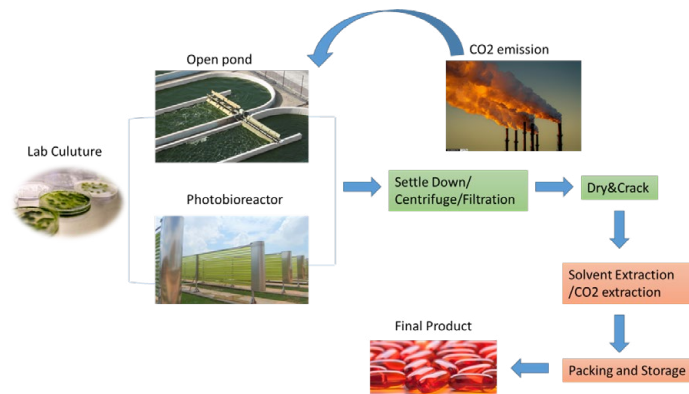 Open pond
CO2 emission
Lab Culuture
Photobioreactor
Settle Down/
Centrifuge/Filtration
Dry&Crack
Solvent Extraction
/CO2 extraction
Packing and Storage
Final Product